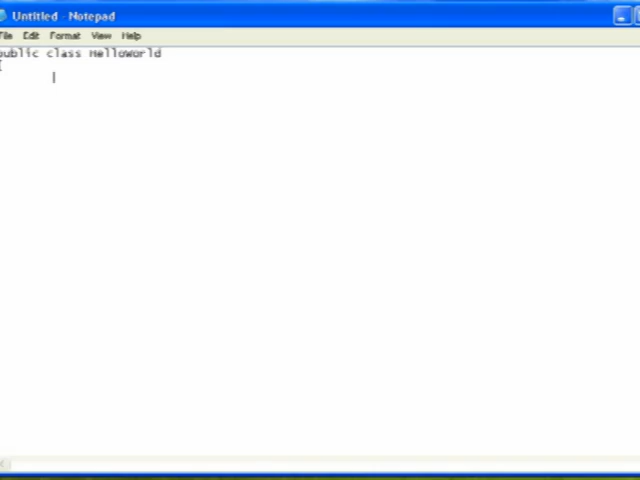 Untitled - Notepad
File Edit Format View Help
public class HelloWorld
{